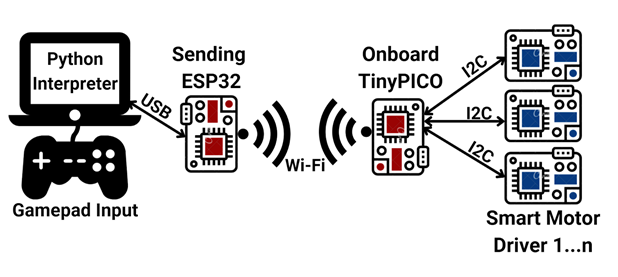 Python
Interpreter
USB
Gamepad Input
Sending
ESP32
Wi-Fi
Onboard
TinyPICO
I2C
I2C
I2C
Smart Motor
Driver 1...n